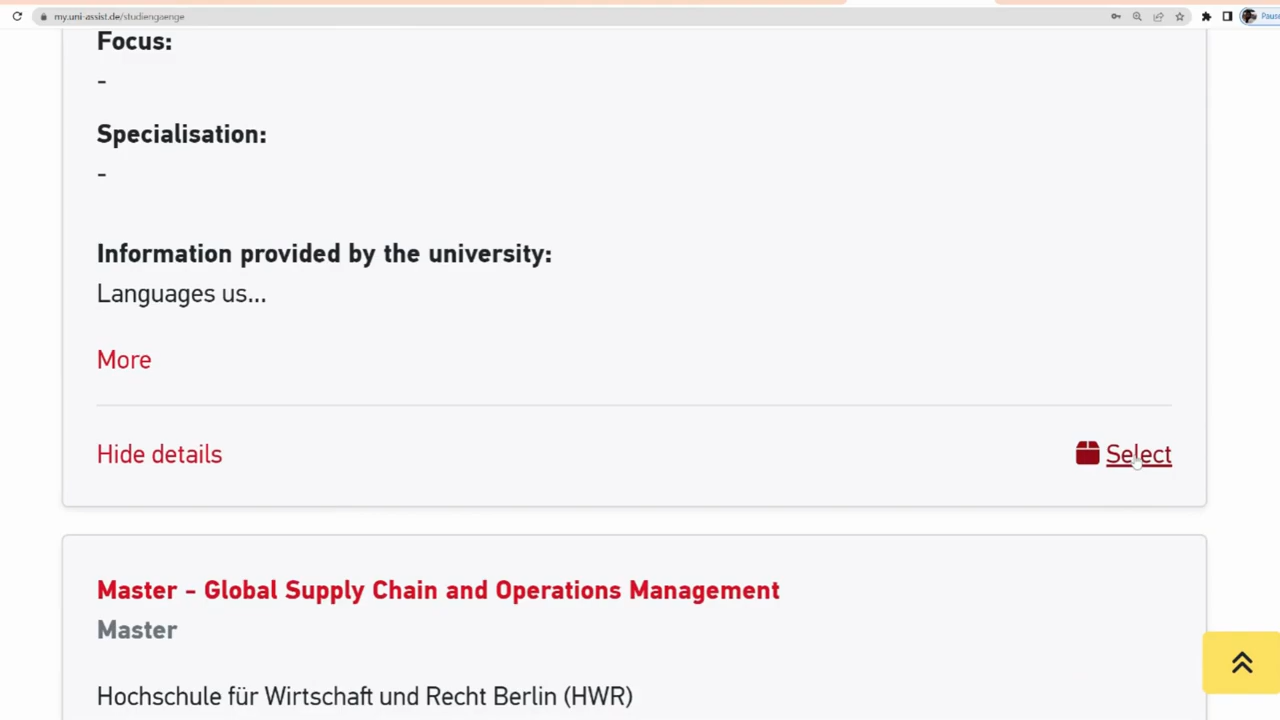 my.uni-assist.de/studiengaenge
Pause
Focus:
-
Specialisation:
-
Information provided by the university:
Languages us...
More
Hide details
Select
Master - Global Supply Chain and Operations Management
Master
Hochschule für Wirtschaft und Recht Berlin (HWR)